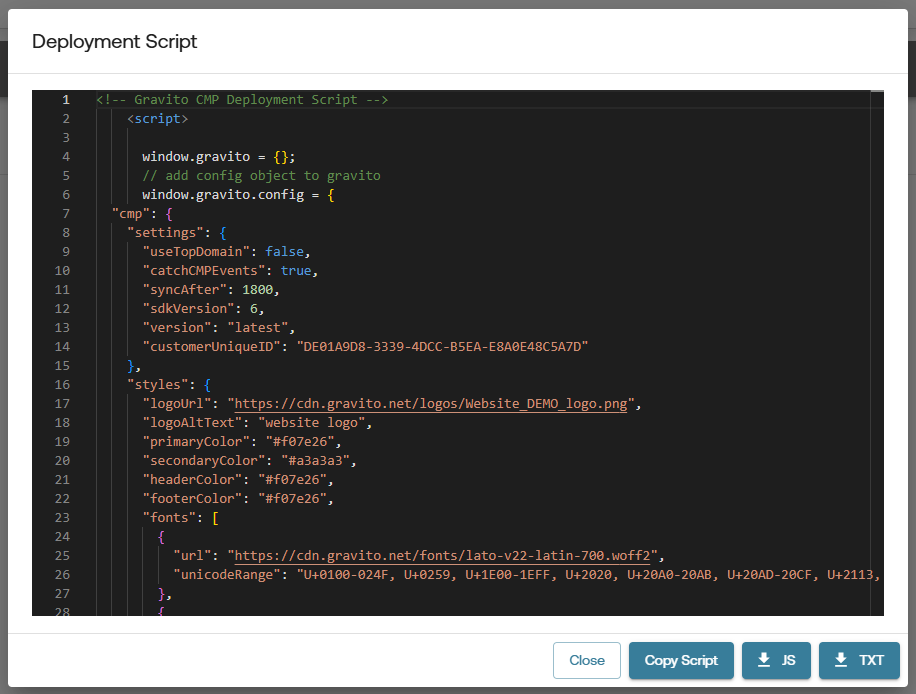 Deployment Script
1 <!-- Gravito CMP Deployment Script -->
2 <script>
3
4 window.gravito = {};
5 // add config object to gravito
6 window.gravito.config = {
7 "cmp": {
8 "settings": {
9 "useTopDomain": false,
10 "catchCMPEvents": true,
11 "syncAfter": 1800,
12 "sdkVersion": 6,
13 "version": "latest",
14 "customerUniqueID": "DE01A9D8-3339-4DCC-B5EA-E8A0E48C5A7D"
15 },
16 "styles": {
17 "logoUrl": "https://cdn.gravito.net/logos/Website_DEMO_logo.png",
18 "logoAltText": "website logo",
19 "primaryColor": "#f07e26",
20 "secondaryColor": "#a3a3a3",
21 "headerColor": "#f07e26",
22 "footerColor": "#f07e26",
23 "fonts": [
24 {
25 "url": "https://cdn.gravito.net/fonts/lato-v22-latin-700.woff2",
26 "unicodeRange": "U+0100-024F, U+0259, U+1E00-1EFF, U+2020, U+20A0-20AB, U+20AD-20CF, U+2113,
27 },
28 {
Close Copy Script JS TXT